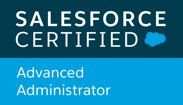 SALESFORCE
CERTIFIED
Advanced
Administrator